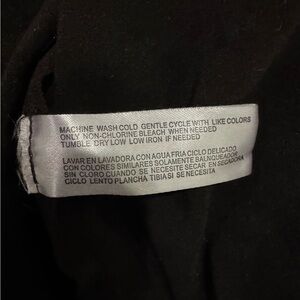 MACHINE WASH COLD GENTLE CYCLE WITH LIKE COLORS
ONLY NON-CHLORINE BLEACH WHEN NEEDED
TUMBLE DRY LOW LOW IRON IF NEEDED
LAVAR EN LAVADORA CON AGUA FRIA CICLO DELICADO
CON COLORES SIMILARES SOLAMENTE BALNQUEADOR
SIN CLORO CUANDO SE NECESITE SECAR EN SECADORA
CICLO LENTO PLANCHA TIBIA SI SE NECESITA